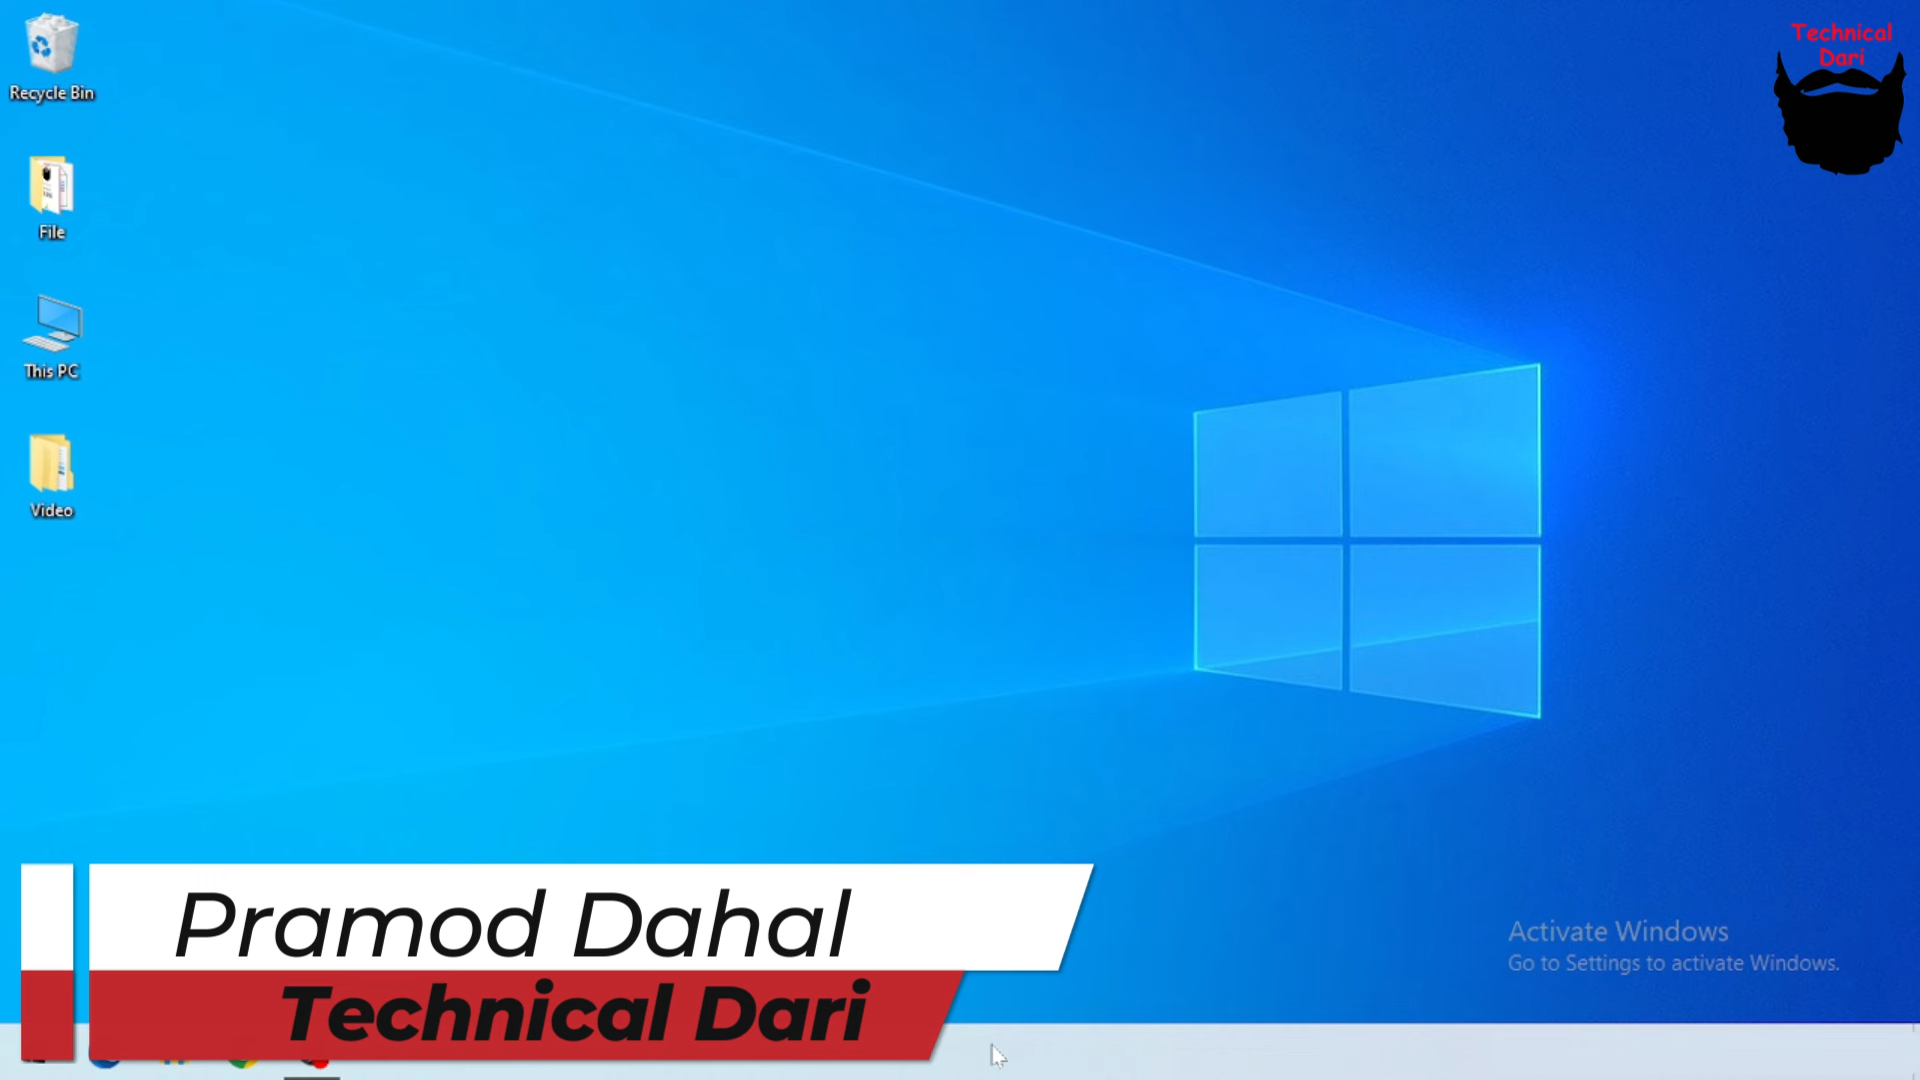 Technical
Dari
Recycle Bin
File
This PC
Video
Pramod Dahal
Technical Dari
Activate Windows
Go to Settings to activate Windows.